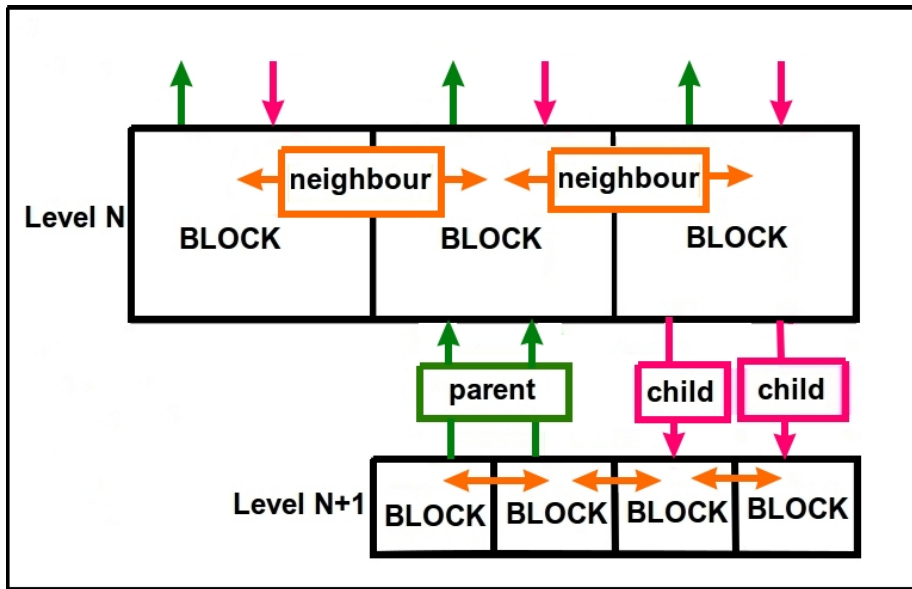 neighbour neighbour
Level N
BLOCK BLOCK BLOCK
parent child child
Level N+1
BLOCK BLOCK BLOCK BLOCK